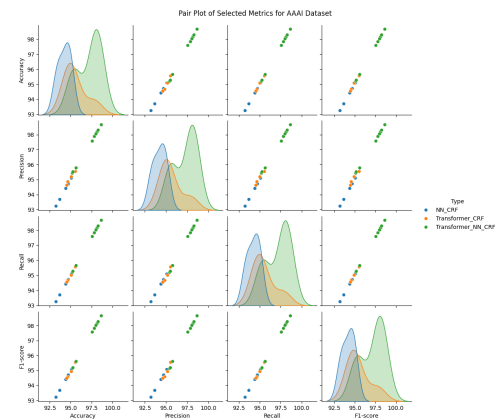 Pair Plot of Selected Metrics for AAAI Dataset
Accuracy
98
97
96
95
94
93
Precision
98
97
96
95
94
93
Type
NN_CRF
Transformer_CRF
Transformer_NN_CRF
Recall
98
97
96
95
94
93
F1-score
98
97
96
95
94
93
92.5 95.0 97.5 100.0 92.5 95.0 97.5 100.0 92.5 95.0 97.5 100.0 92.5 95.0 97.5 100.0
Accuracy Precision Recall F1-score